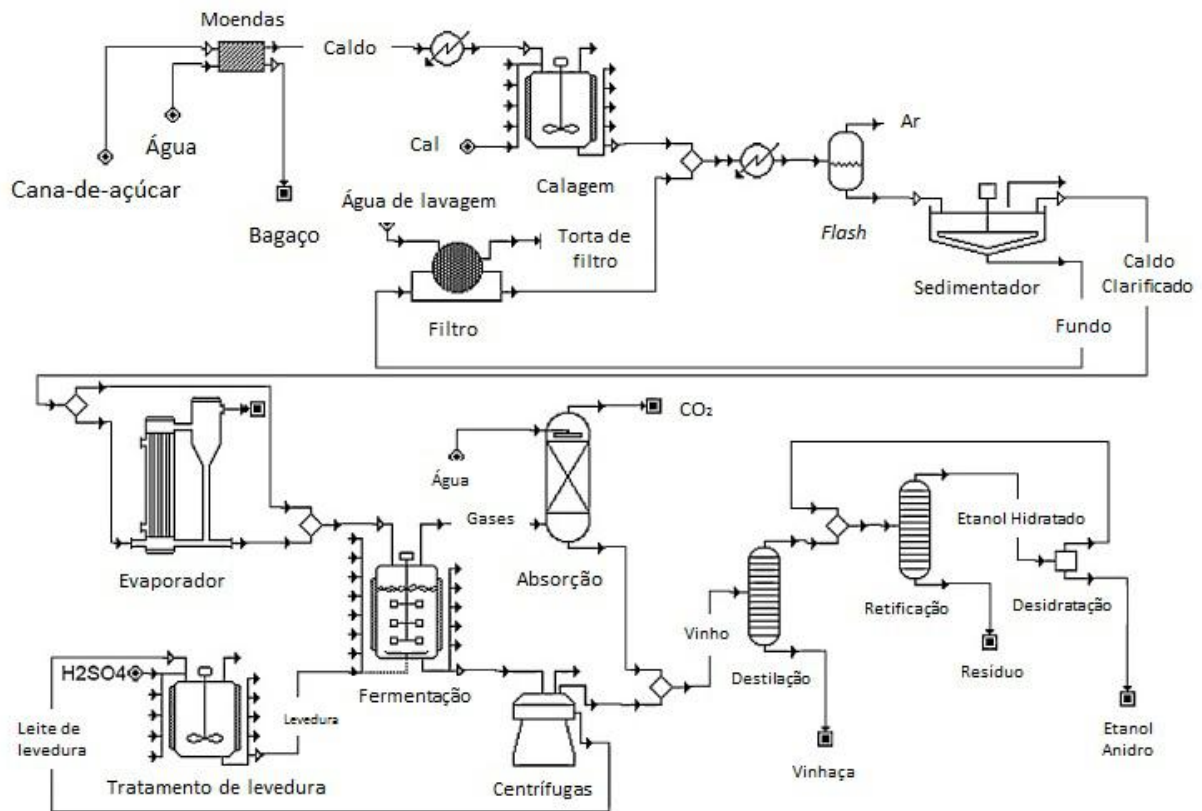 Moendas
Caldo
Água
Cana-de-açúcar
Bagaço
Cal
Calagem
Ar
Flash
Água de lavagem
Torta de
filtro
Filtro
Sedimentador
Caldo
Clarificado
Fundo
Evaporador
Água
CO₂
Gases
Absorção
Fermentação
H2SO4
Leite de
levedura
Levedura
Tratamento de levedura
Centrífugas
Vinho
Destilação
Vinhaça
Etanol Hidratado
Retificação
Desidratação
Resíduo
Etanol
Anidro